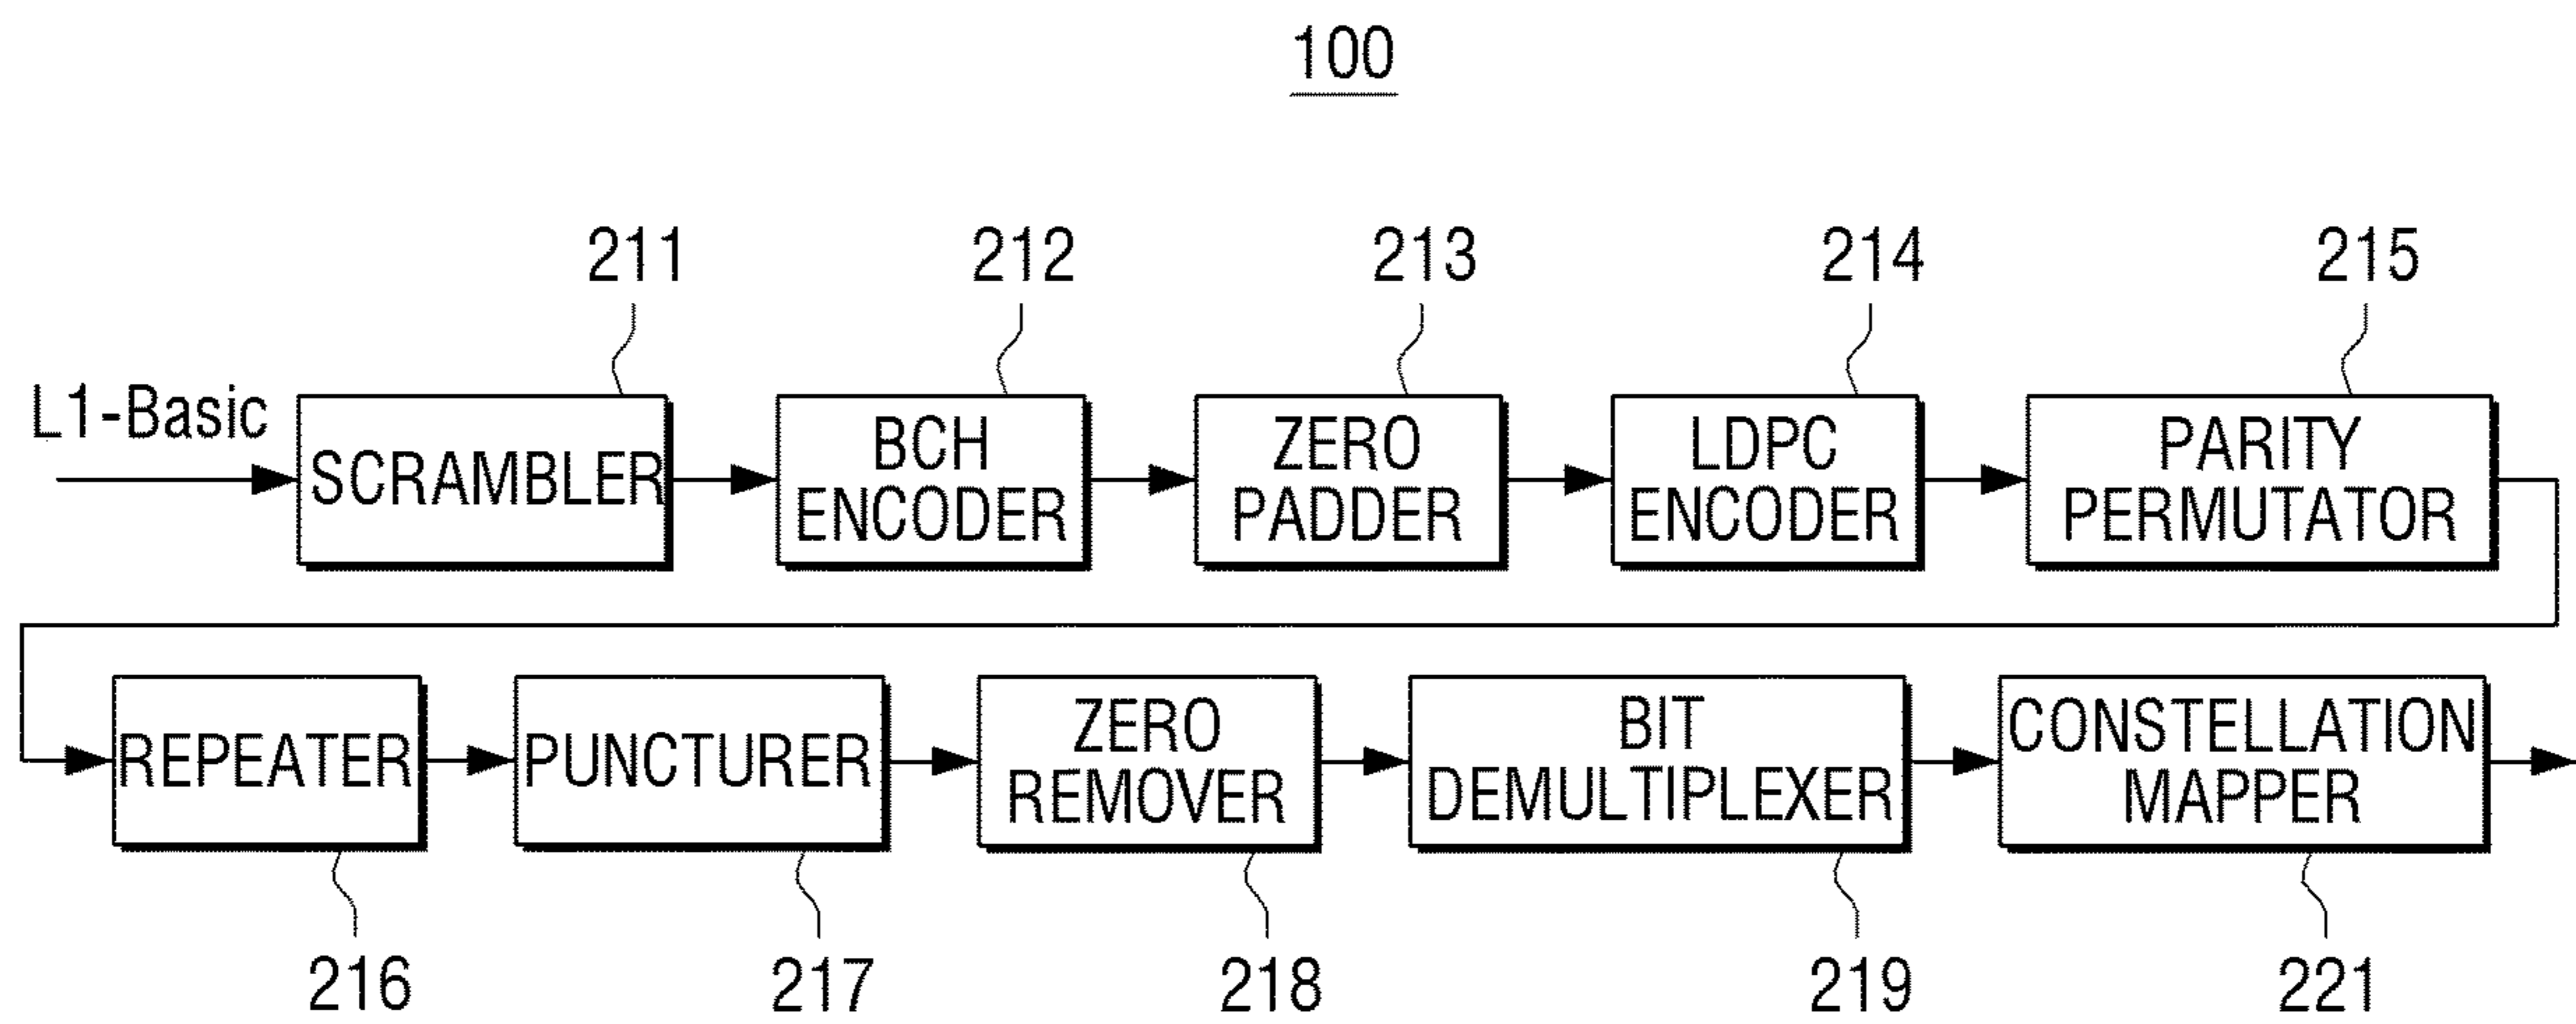 100
211
212
213
214
215
L1-Basic
SCRAMBLER
BCH
ENCODER
ZERO
PADDER
LDPC
ENCODER
PARITY
PERMUTATOR
REPEATER
PUNCTURER
ZERO
REMOVER
BIT
DEMULTIPLEXER
CONSTELLATION
MAPPER
216
217
218
219
221